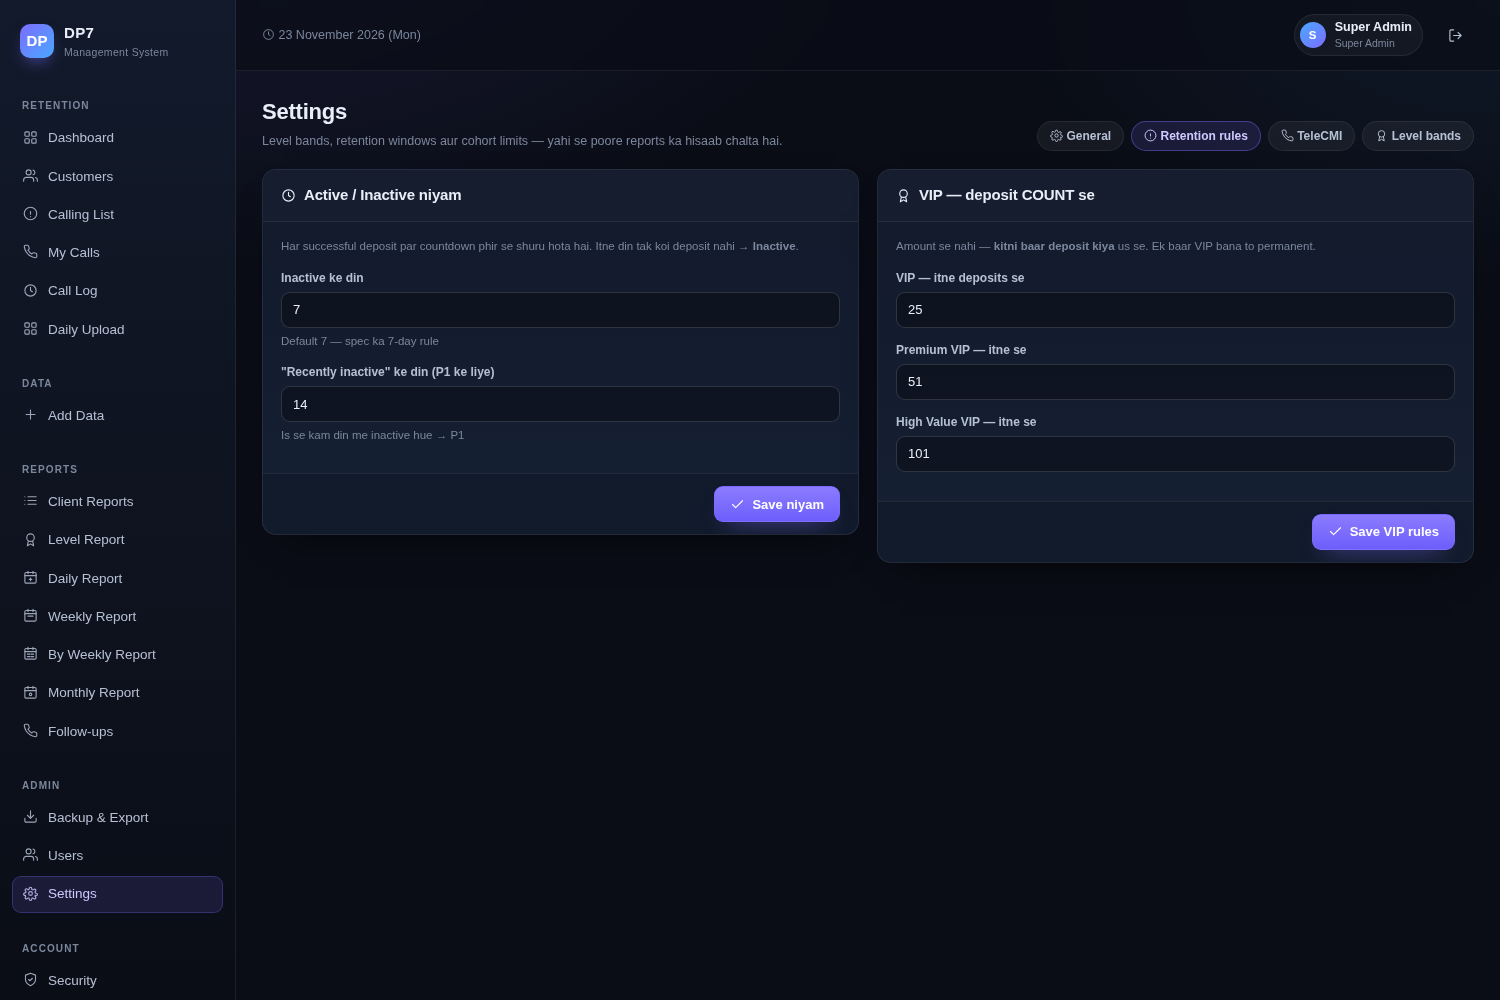 DP
DP7
Management System
RETENTION
Dashboard
Customers
Calling List
My Calls
Call Log
Daily Upload
DATA
Add Data
REPORTS
Client Reports
Level Report
Daily Report
Weekly Report
By Weekly Report
Monthly Report
Follow-ups
ADMIN
Backup & Export
Users
Settings
ACCOUNT
Security
23 November 2026 (Mon)
S
Super Admin
Super Admin
Settings
Level bands, retention windows aur cohort limits — yahi se poore reports ka hisaab chalta hai.
General
Retention rules
TeleCMI
Level bands
Active / Inactive niyam
Har successful deposit par countdown phir se shuru hota hai. Itne din tak koi deposit nahi → Inactive.
Inactive ke din
7
Default 7 — spec ka 7-day rule
"Recently inactive" ke din (P1 ke liye)
14
Is se kam din me inactive hue → P1
Save niyam
VIP — deposit COUNT se
Amount se nahi — kitni baar deposit kiya us se. Ek baar VIP bana to permanent.
VIP — itne deposits se
25
Premium VIP — itne se
51
High Value VIP — itne se
101
Save VIP rules